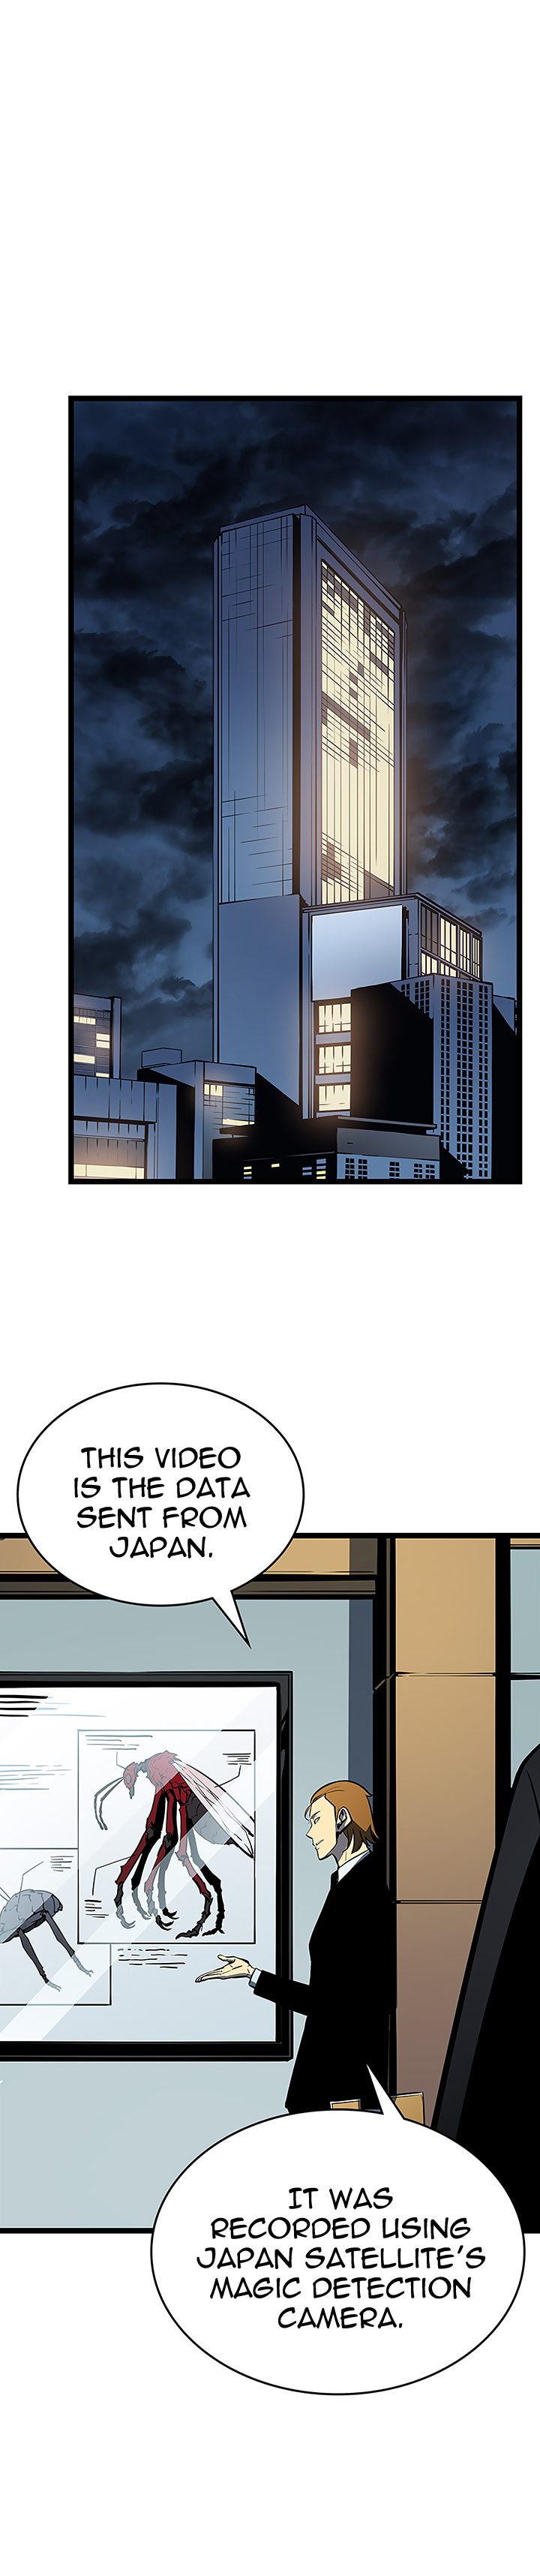 THIS VIDEO
IS THE DATA
SENT FROM
JAPAN.
IT WAS
RECORDED USING
JAPAN SATELLITE'S
MAGIC DETECTION
CAMERA.